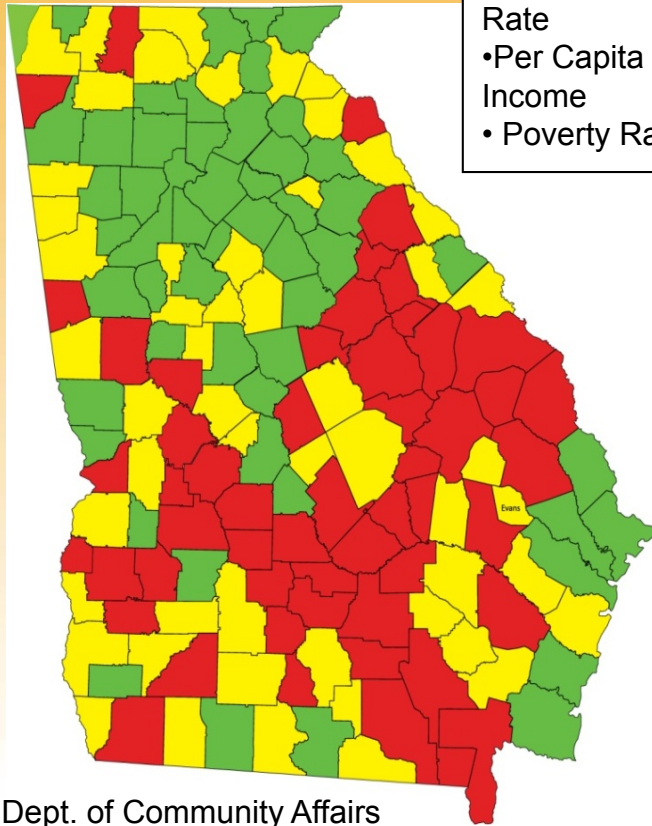 Rate
•Per Capita
Income
• Poverty Ra
Evans
Dept. of Community Affairs